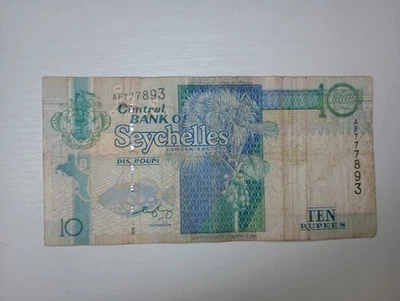 AF777893
Central
BANK OF
Seychelles
DIS ROUPI
10
10
AF777893
TEN
RUPEES